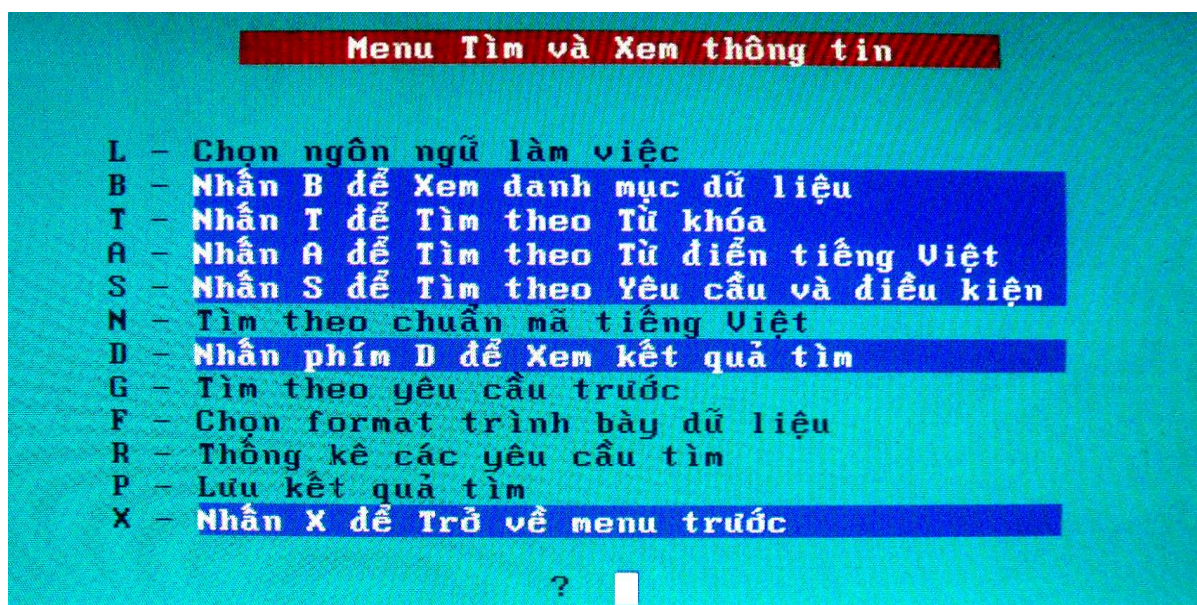 Menu Tìm và Xem thông tin
L - Chọn ngôn ngữ làm việc
B - Nhấn B để Xem danh mục dữ liệu
T - Nhấn T để Tìm theo Từ khóa
A - Nhấn A để Tìm theo Từ điển tiếng Việt
S - Nhấn S để Tìm theo Yêu cầu và điều kiện
N - Tìm theo chuẩn mã tiếng Việt
D - Nhấn phím D để Xem kết quả tìm
G - Tìm theo yêu cầu trước
F - Chọn format trình bày dữ liệu
R - Thống kê các yêu cầu tìm
P - Lưu kết quả tìm
X - Nhấn X để Trở về menu trước
?